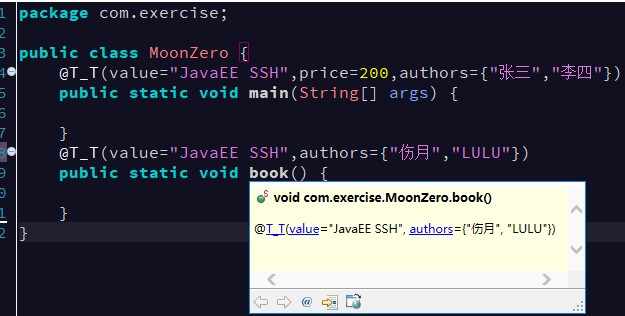 1 package com.exercise;
2
3 public class MoonZero {
4 @T_T(value="JavaEE SSH",price=200,authors={"张三","李四"})
5 public static void main(String[] args) {
6
7 }
8 @T_T(value="JavaEE SSH",authors={"伤月","LULU"})
9 public static void book() {
void com.exercise.MoonZero.book()
@T_T(value="JavaEE SSH", authors={"伤月", "LULU"})
0
1 }
2 }
@